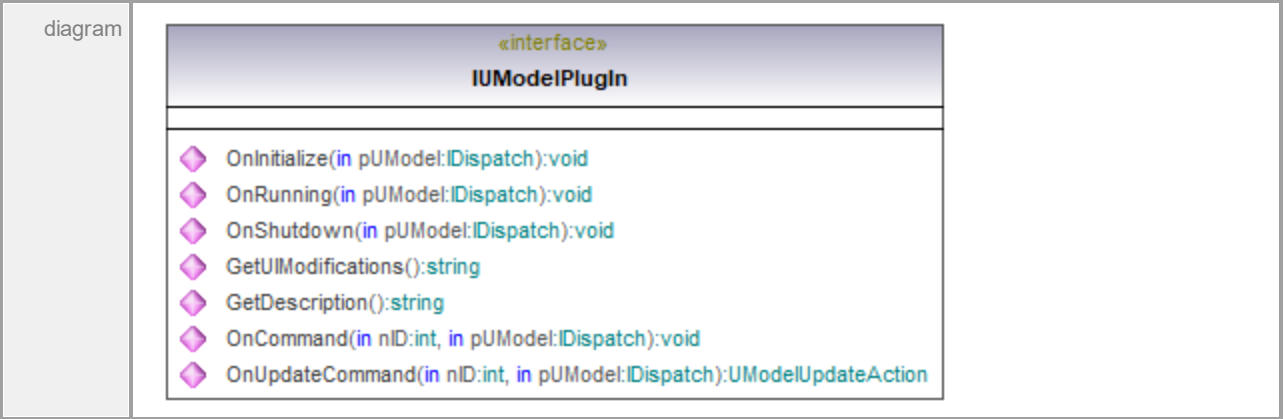 diagram
«interface»
IUModelPlugIn
OnInitialize(in pUModel:IDispatch):void
OnRunning(in pUModel:IDispatch):void
OnShutdown(in pUModel:IDispatch):void
GetUIModifications():string
GetDescription():string
OnCommand(in nID:int, in pUModel:IDispatch):void
OnUpdateCommand(in nID:int, in pUModel:IDispatch):UModelUpdateAction